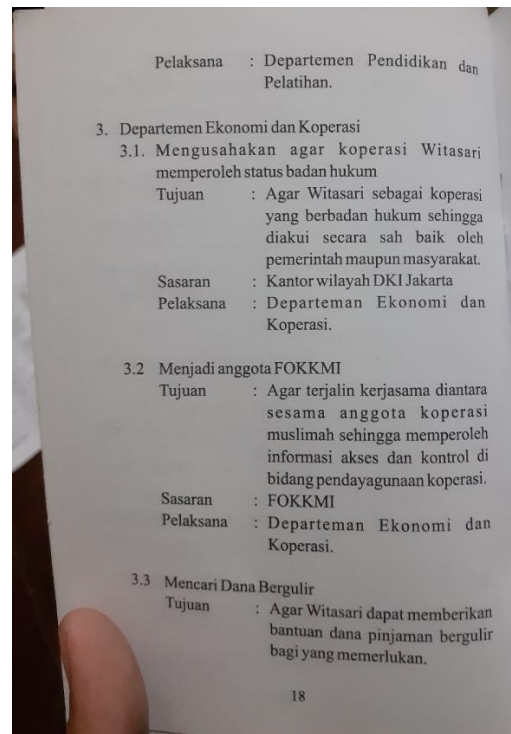 Pelaksana : Departemen Pendidikan dan
Pelatihan.
3. Departemen Ekonomi dan Koperasi
3.1. Mengusahakan agar koperasi Witasari
memperoleh status badan hukum
Tujuan : Agar Witasari sebagai koperasi
yang berbadan hukum sehingga
diakui secara sah baik oleh
pemerintah maupun masyarakat.
Sasaran : Kantor wilayah DKI Jakarta
Pelaksana : Departeman Ekonomi dan
Koperasi.
3.2 Menjadi anggota FOKKMI
Tujuan : Agar terjalin kerjasama diantara
sesama anggota koperasi
muslimah sehingga memperoleh
informasi akses dan kontrol di
bidang pendayagunaan koperasi.
Sasaran : FOKKMI
Pelaksana : Departeman Ekonomi dan
Koperasi.
3.3 Mencari Dana Bergulir
Tujuan : Agar Witasari dapat memberikan
bantuan dana pinjaman bergulir
bagi yang memerlukan.
18